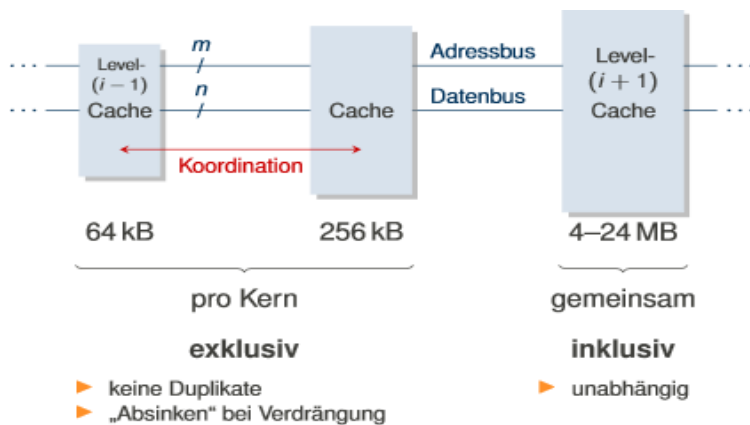 m
Adressbus
Level-
(i − 1)
Cache
n
Datenbus
Cache
Level-
(i + 1)
Cache
Koordination
64 kB
256 kB
4–24 MB
pro Kern
gemeinsam
exklusiv
inklusiv
keine Duplikate
„Absinken“ bei Verdrängung
unabhängig